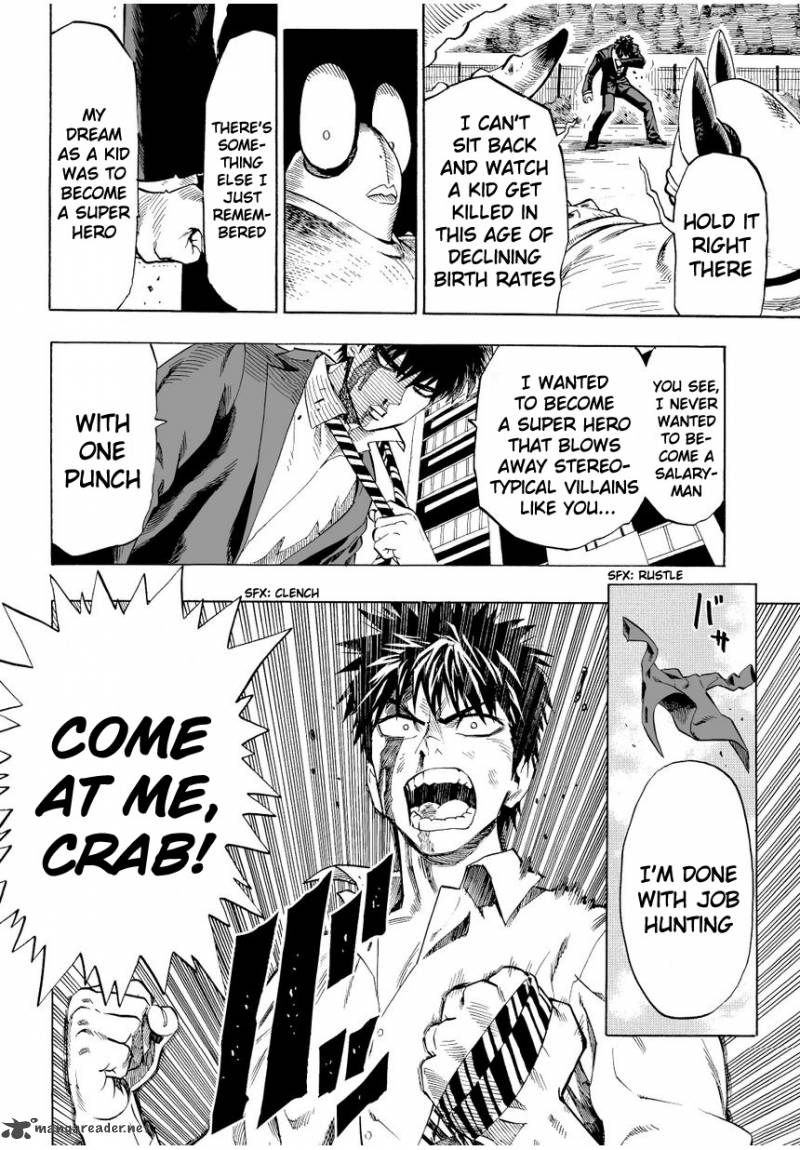 HOLD IT
RIGHT
THERE
I CAN'T
SIT BACK
AND WATCH
A KID GET
KILLED IN
THIS AGE OF
DECLINING
BIRTH RATES
THERE'S
SOME-
THING
ELSE I
JUST
REMEM-
BERED
MY
DREAM
AS A KID
WAS TO
BECOME
A SUPER
HERO
YOU SEE,
I NEVER
WANTED
TO BE-
COME A
SALARY-
MAN
I WANTED
TO BECOME
A SUPER HERO
THAT BLOWS
AWAY STEREO-
TYPICAL VILLAINS
LIKE YOU...
WITH
ONE
PUNCH
SFX: RUSTLE
バサ
I'M DONE
WITH JOB
HUNTING
SFX: CLENCH
COME
AT ME,
CRAB!
mangareader.net